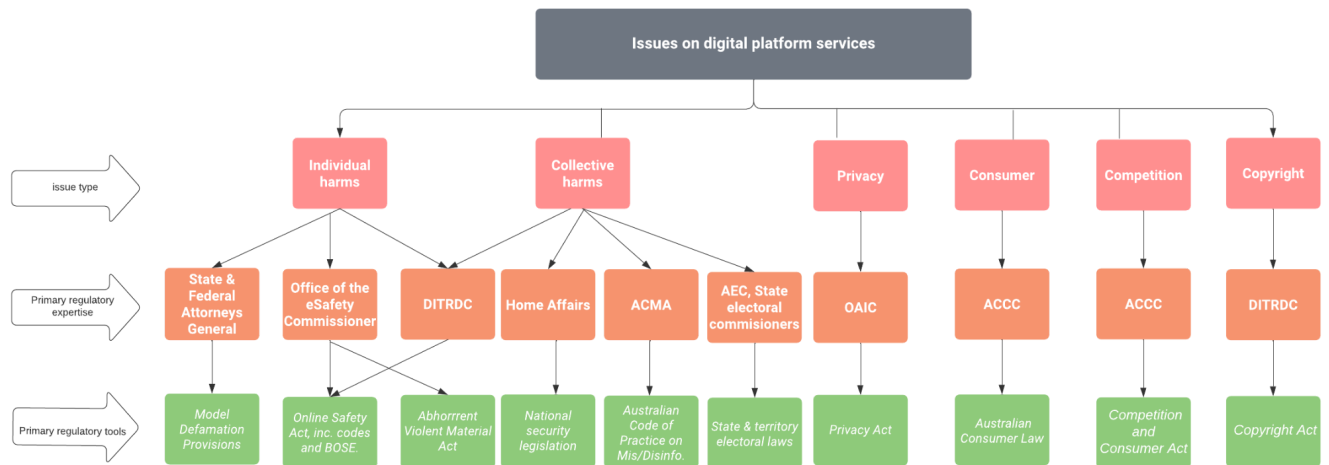 Issues on digital platform services
issue type
Individual
harms
Collective
harms
Privacy
Consumer
Competition
Copyright
Primary regulatory
expertise
State &
Federal
Attorneys
General
Office of the
eSafety
Commissioner
DITRDC
Home Affairs
ACMA
AEC, State
electoral
commisioners
OAIC
ACCC
ACCC
DITRDC
Primary regulatory tools
Model
Defamation
Provisions
Online Safety
Act, inc. codes
and BOSE.
Abhorrrent
Violent Material
Act
National
security
legislation
Australian
Code of
Practice on
Mis/Disinfo.
State & territory
electoral laws
Privacy Act
Australian
Consumer Law
Competition
and
Consumer Act
Copyright Act